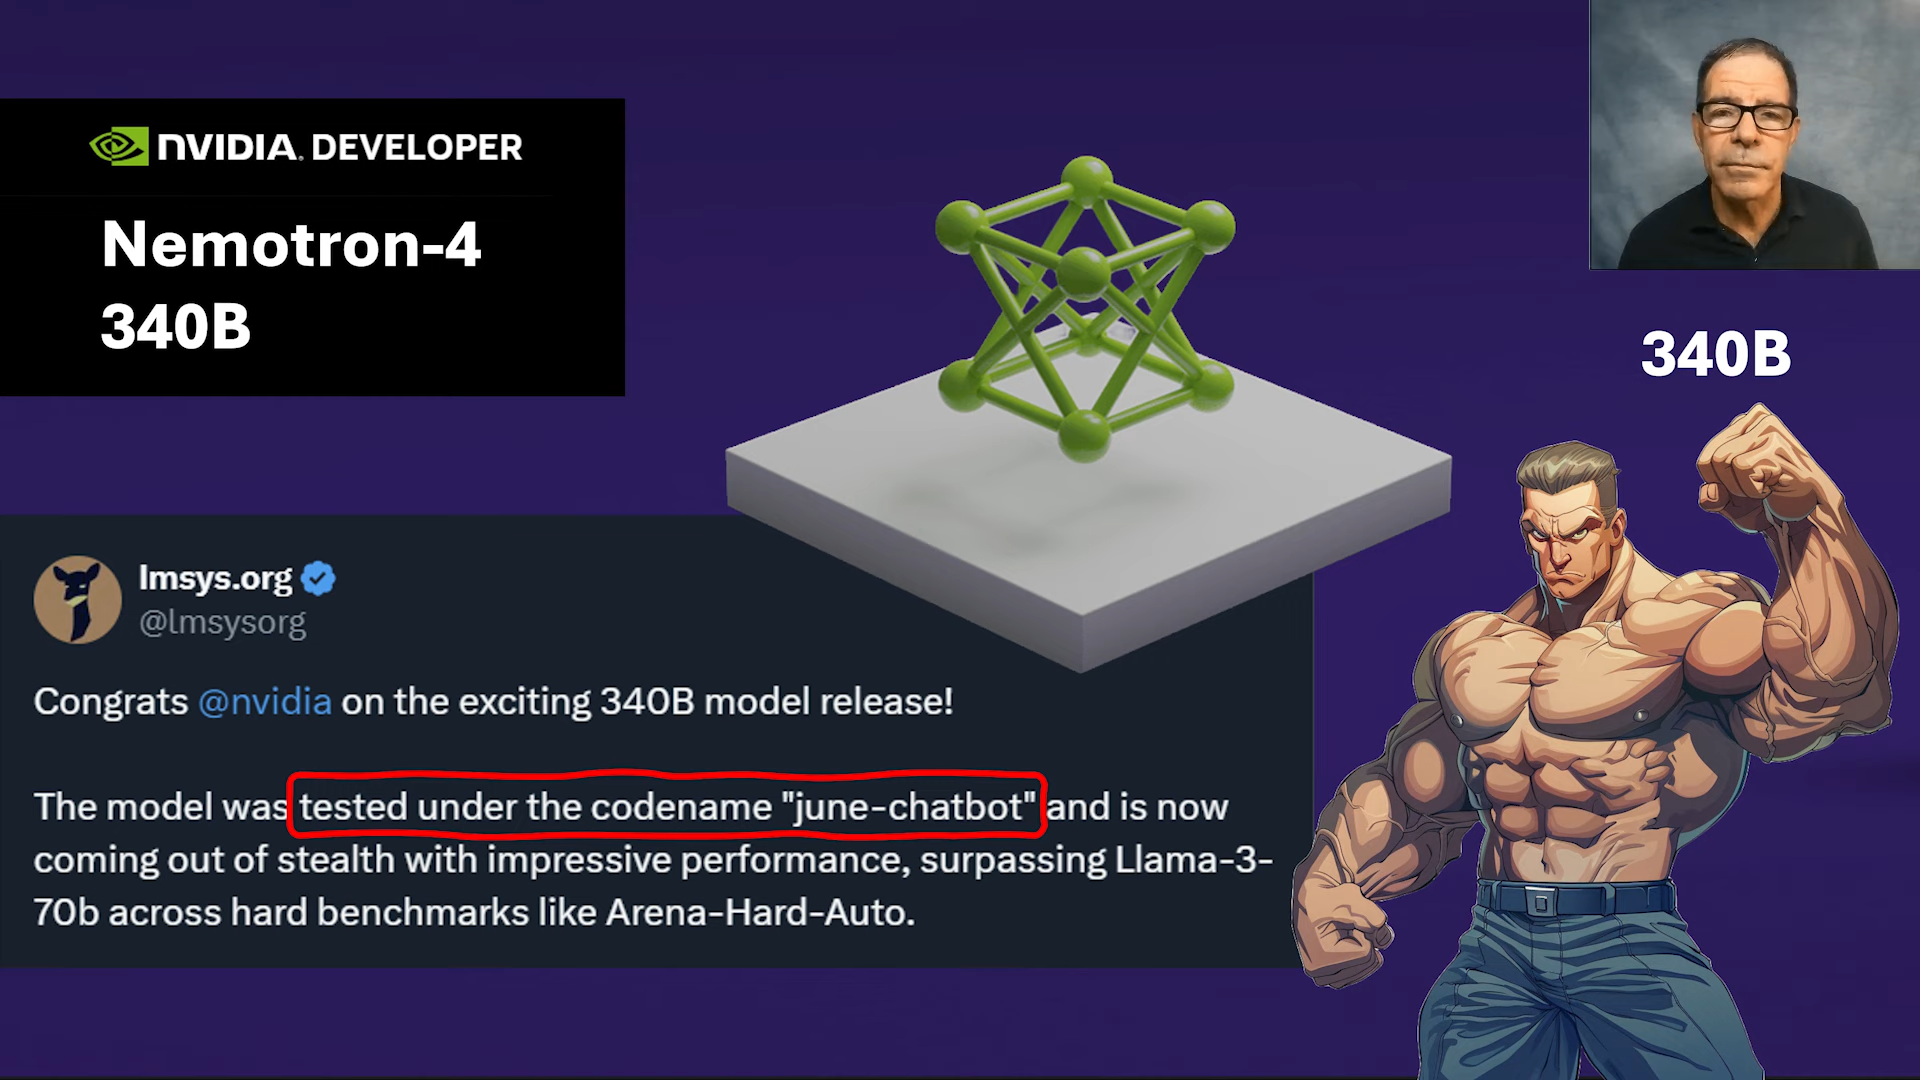 NVIDIA. DEVELOPER
Nemotron-4
340B
340B
lmsys.org
@lmsysorg
Congrats @nvidia on the exciting 340B model release!
The model was tested under the codename "june-chatbot" and is now
coming out of stealth with impressive performance, surpassing Llama-3-
70b across hard benchmarks like Arena-Hard-Auto.